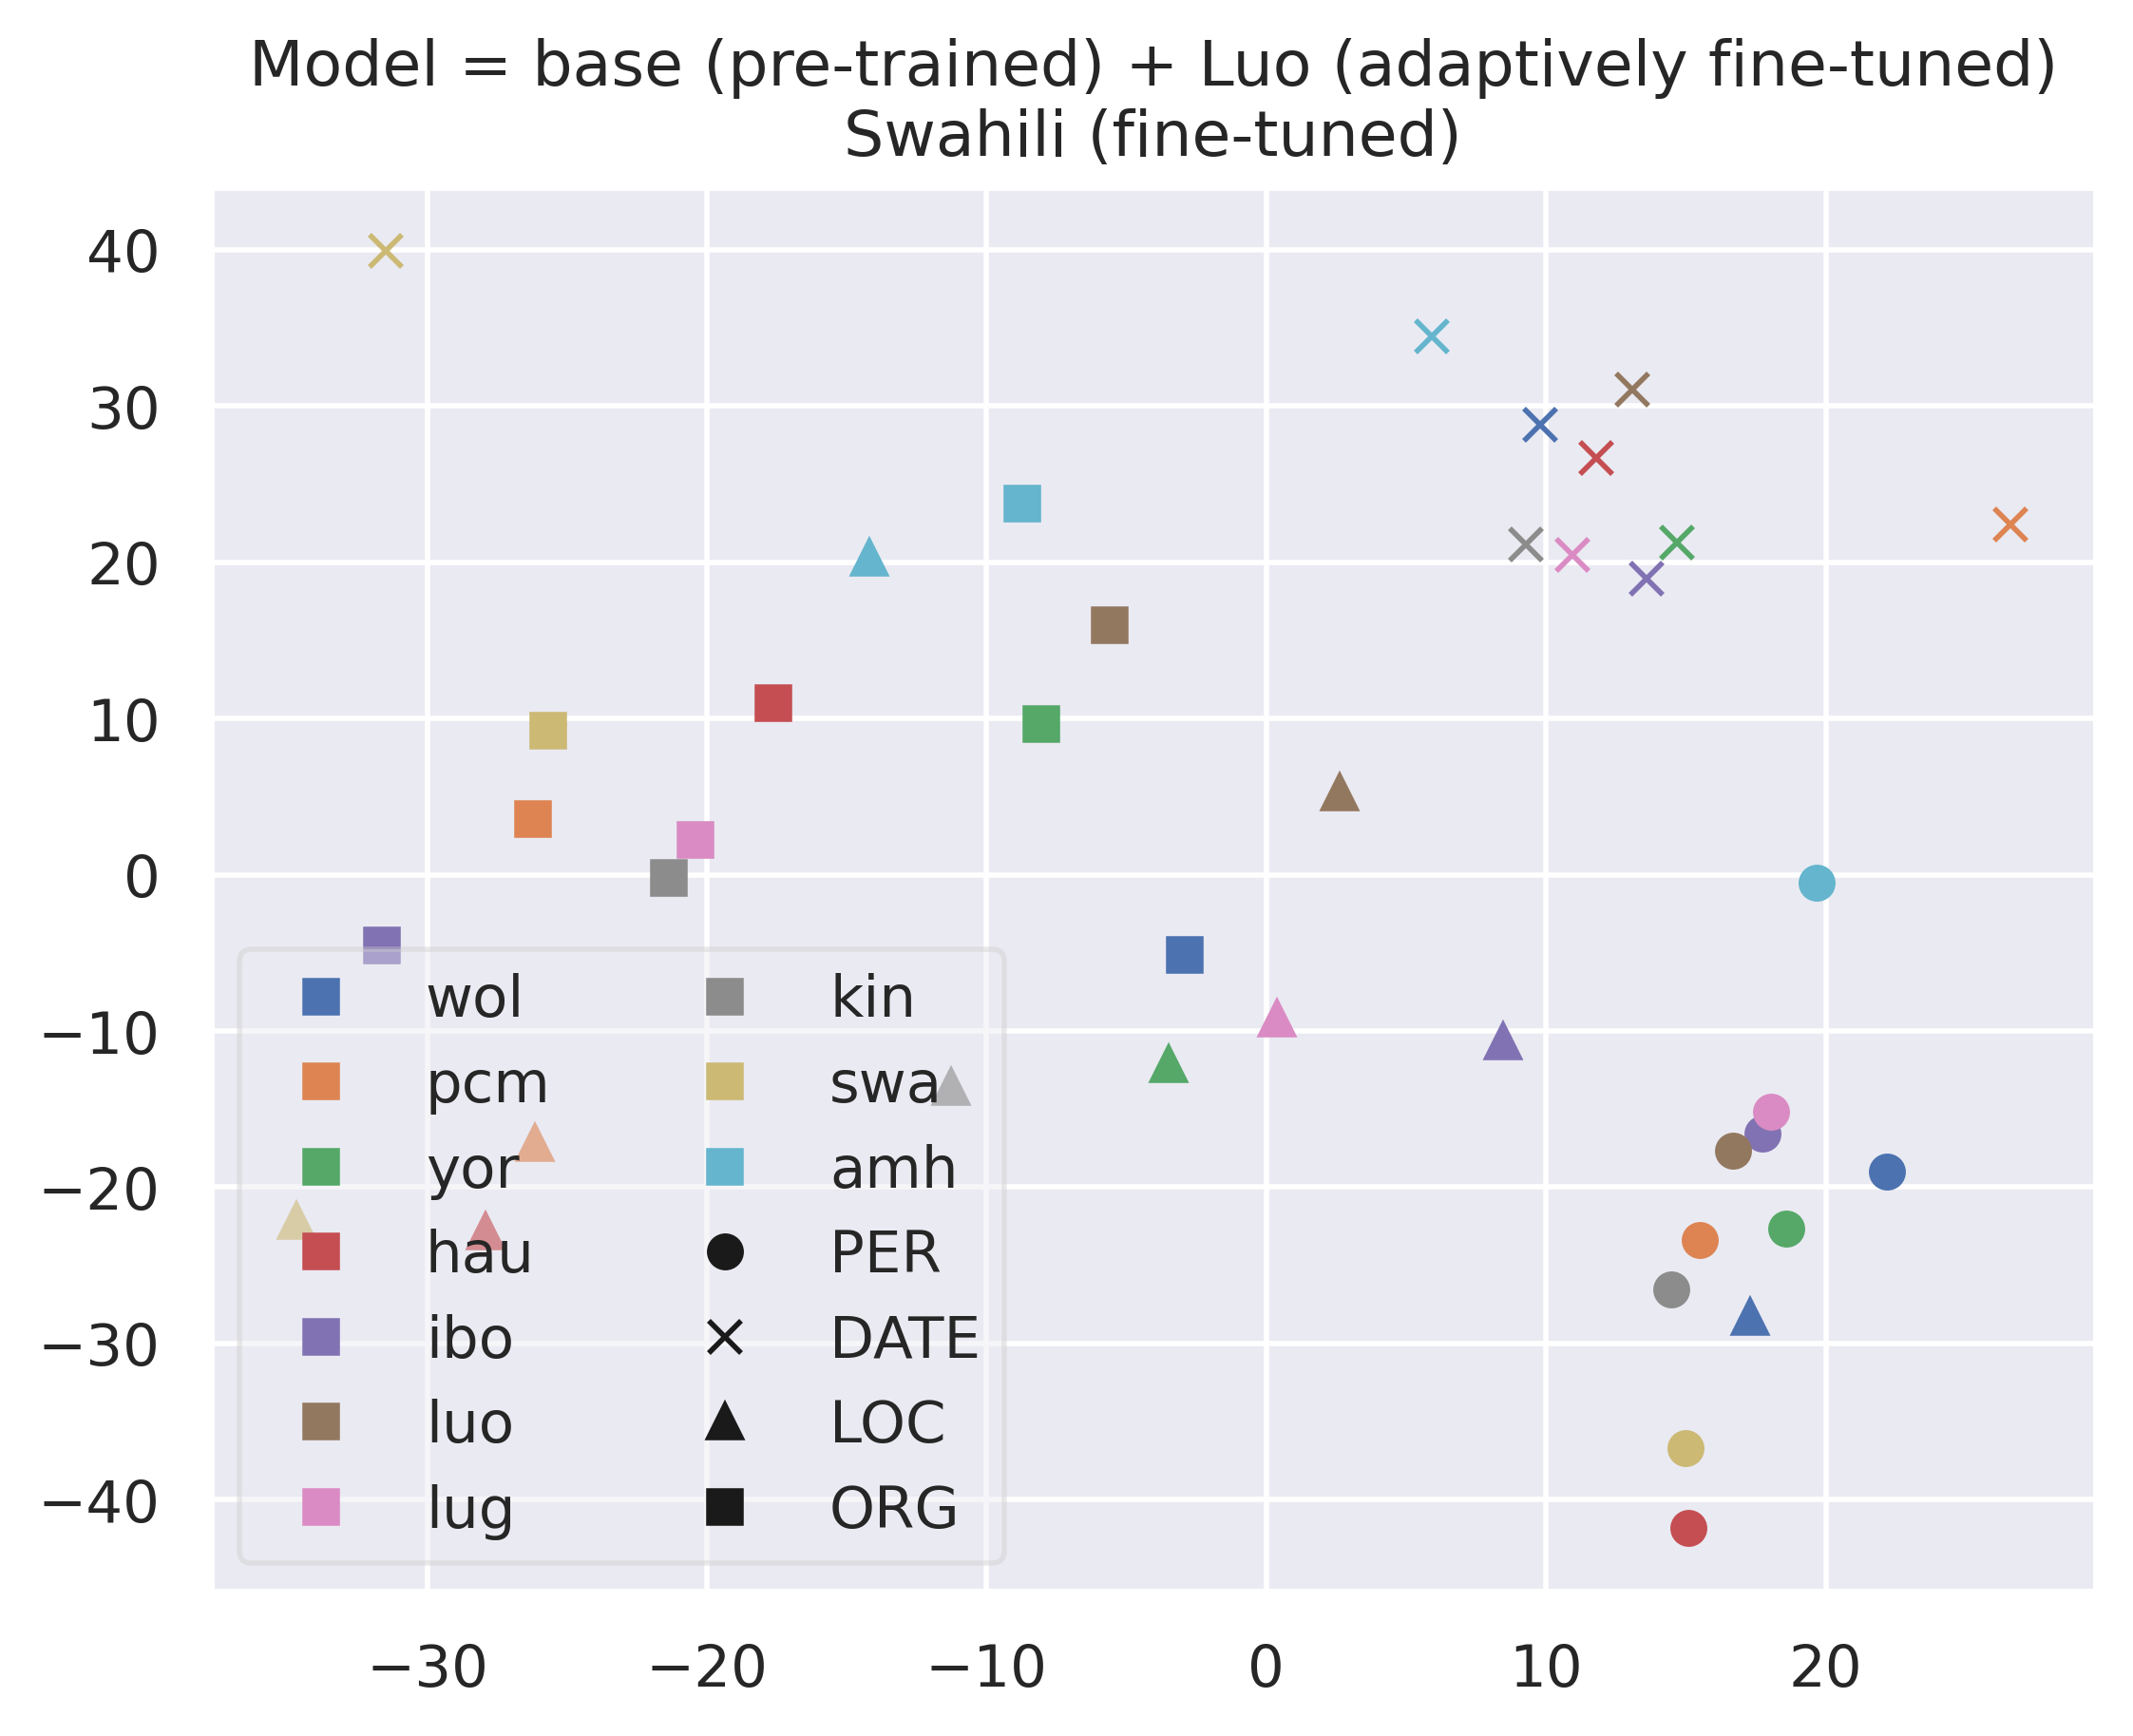 Model = base (pre-trained) + Luo (adaptively fine-tuned)
Swahili (fine-tuned)
40
30
20
10
0
−10
−20
−30
−40
wol
pcm
yor
hau
ibo
luo
lug
kin
swa
amh
PER
DATE
LOC
ORG
−30 −20 −10 0 10 20